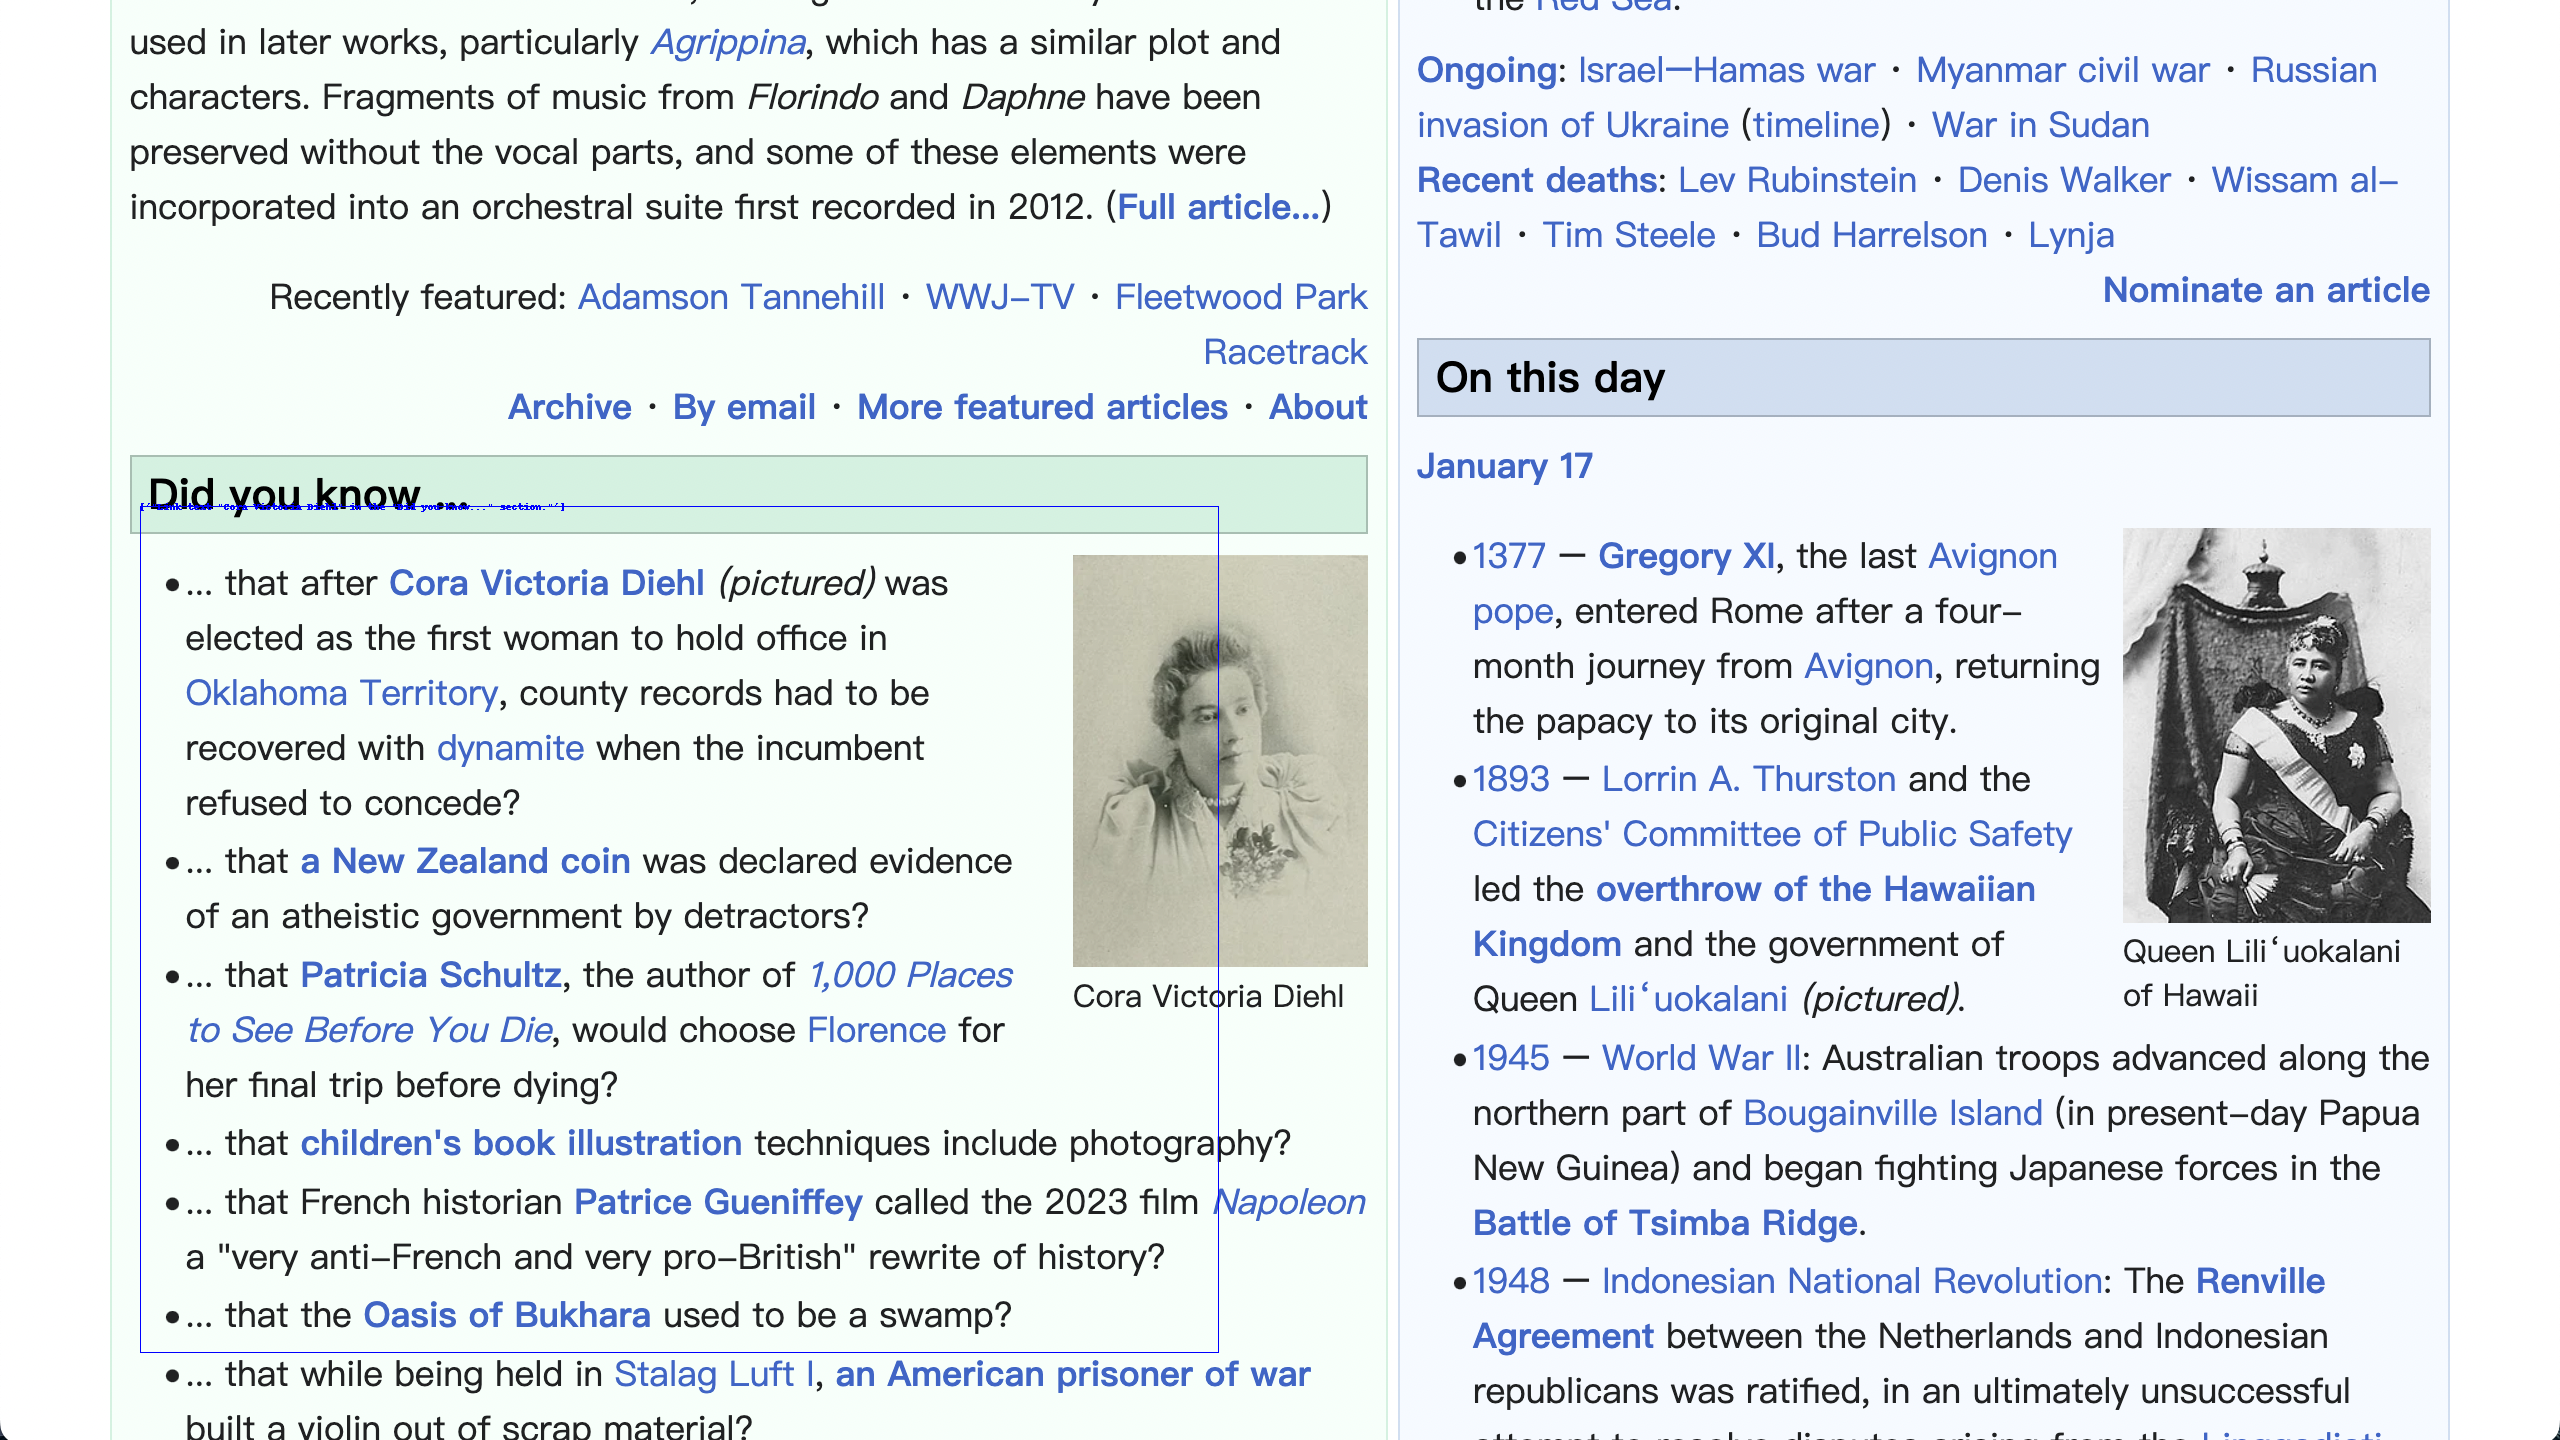 used in later works, particularly Agrippina, which has a similar plot and
characters. Fragments of music from Florindo and Daphne have been
preserved without the vocal parts, and some of these elements were
incorporated into an orchestral suite first recorded in 2012. (Full article...)
Recently featured: Adamson Tannehill · WWJ-TV · Fleetwood Park
Racetrack
Archive · By email · More featured articles · About
Did you know ...
["link text "Cora Victoria Diehl" in the "Did you know..." section."]
• ... that after Cora Victoria Diehl (pictured) was
elected as the first woman to hold office in
Oklahoma Territory, county records had to be
recovered with dynamite when the incumbent
refused to concede?
• ... that a New Zealand coin was declared evidence
of an atheistic government by detractors?
• ... that Patricia Schultz, the author of 1,000 Places
to See Before You Die, would choose Florence for
her final trip before dying?
Cora Victoria Diehl
• ... that children's book illustration techniques include photography?
• ... that French historian Patrice Gueniffey called the 2023 film Napoleon
a "very anti-French and very pro-British" rewrite of history?
• ... that the Oasis of Bukhara used to be a swamp?
• ... that while being held in Stalag Luft I, an American prisoner of war
built a violin out of scrap material?
the Red Sea.
Ongoing: Israel–Hamas war · Myanmar civil war · Russian
invasion of Ukraine (timeline) · War in Sudan
Recent deaths: Lev Rubinstein · Denis Walker · Wissam al-
Tawil · Tim Steele · Bud Harrelson · Lynja
Nominate an article
On this day
January 17
• 1377 – Gregory XI, the last Avignon
pope, entered Rome after a four-
month journey from Avignon, returning
the papacy to its original city.
• 1893 – Lorrin A. Thurston and the
Citizens' Committee of Public Safety
led the overthrow of the Hawaiian
Kingdom and the government of
Queen Liliʻuokalani (pictured).
Queen Liliʻuokalani
of Hawaii
• 1945 – World War II: Australian troops advanced along the
northern part of Bougainville Island (in present-day Papua
New Guinea) and began fighting Japanese forces in the
Battle of Tsimba Ridge.
• 1948 – Indonesian National Revolution: The Renville
Agreement between the Netherlands and Indonesian
republicans was ratified, in an ultimately unsuccessful